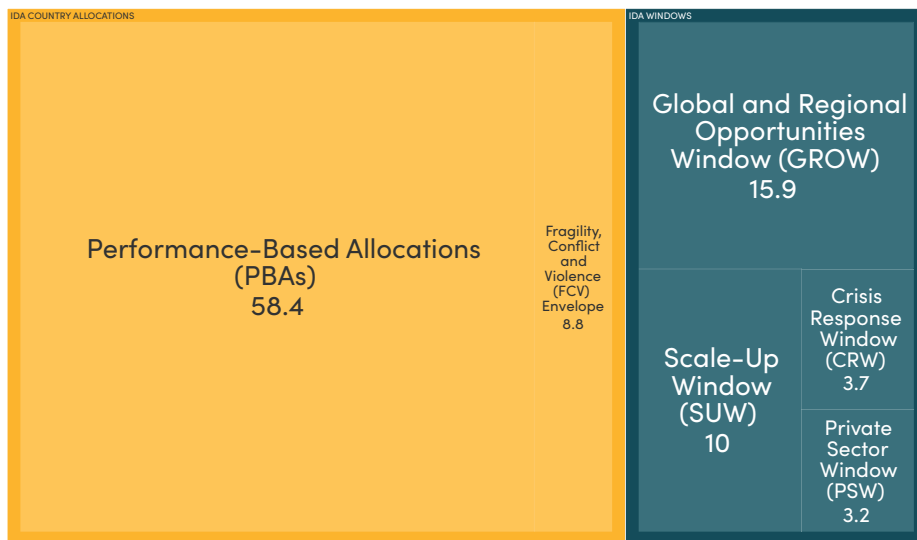 IDA COUNTRY ALLOCATIONS
Performance-Based Allocations
(PBAs)
58.4
Fragility,
Conflict
and
Violence
(FCV)
Envelope
8.8
IDA WINDOWS
Global and Regional
Opportunities
Window (GROW)
15.9
Scale-Up
Window
(SUW)
10
Crisis
Response
Window
(CRW)
3.7
Private
Sector
Window
(PSW)
3.2